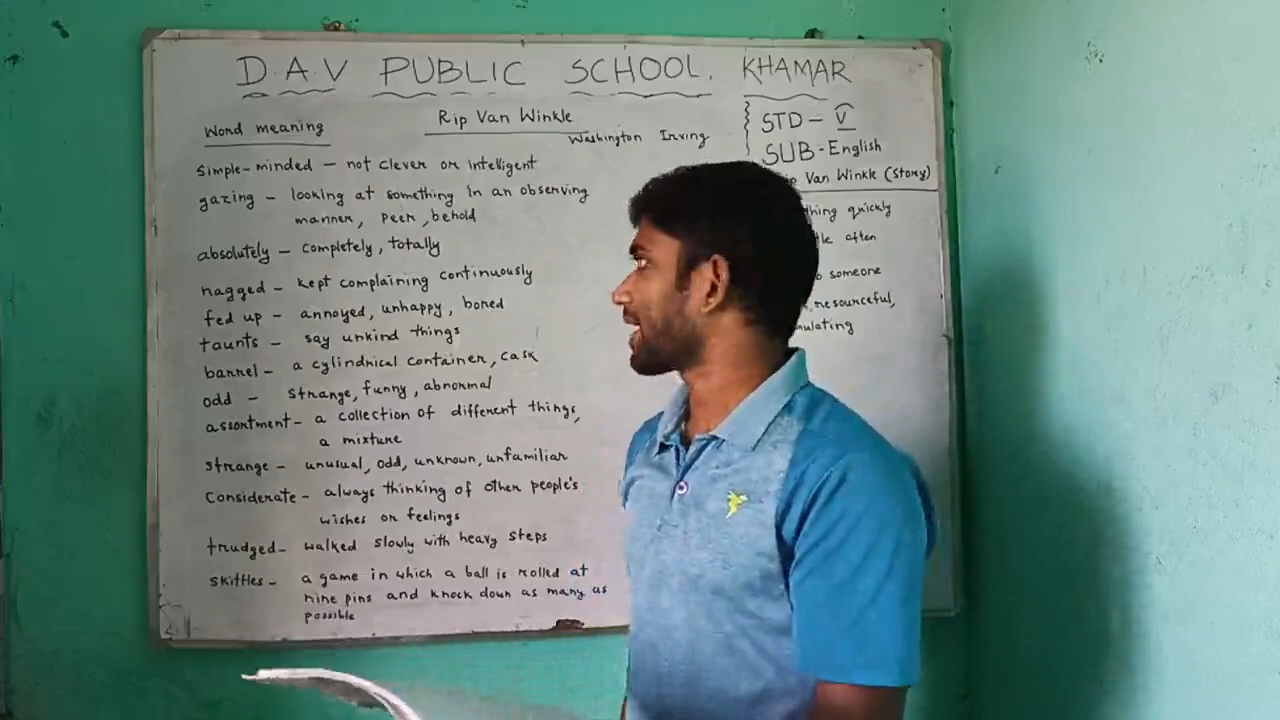 D.A.V PUBLIC SCHOOL, KHAMAR
Word meaning
Rip Van Winkle
Washington Irving
STD - V
SUB - English
Van Winkle (Story)
Simple-minded - not clever or intelligent
gazing - looking at something in an observing
manner, peer, behold
absolutely - completely, totally
nagged - kept complaining continuously
fed up - annoyed, unhappy, bored
taunts - say unkind things
barrel - a cylindrical container, cask
odd - strange, funny, abnormal
assortment - a collection of different things,
a mixture
strange - unusual, odd, unknown, unfamiliar
Considerate - always thinking of other people's
wishes or feelings
trudged - walked slowly with heavy steps
skittles - a game in which a ball is rolled at
nine pins and knock down as many as
possible
quickly
often
someone
resourceful,